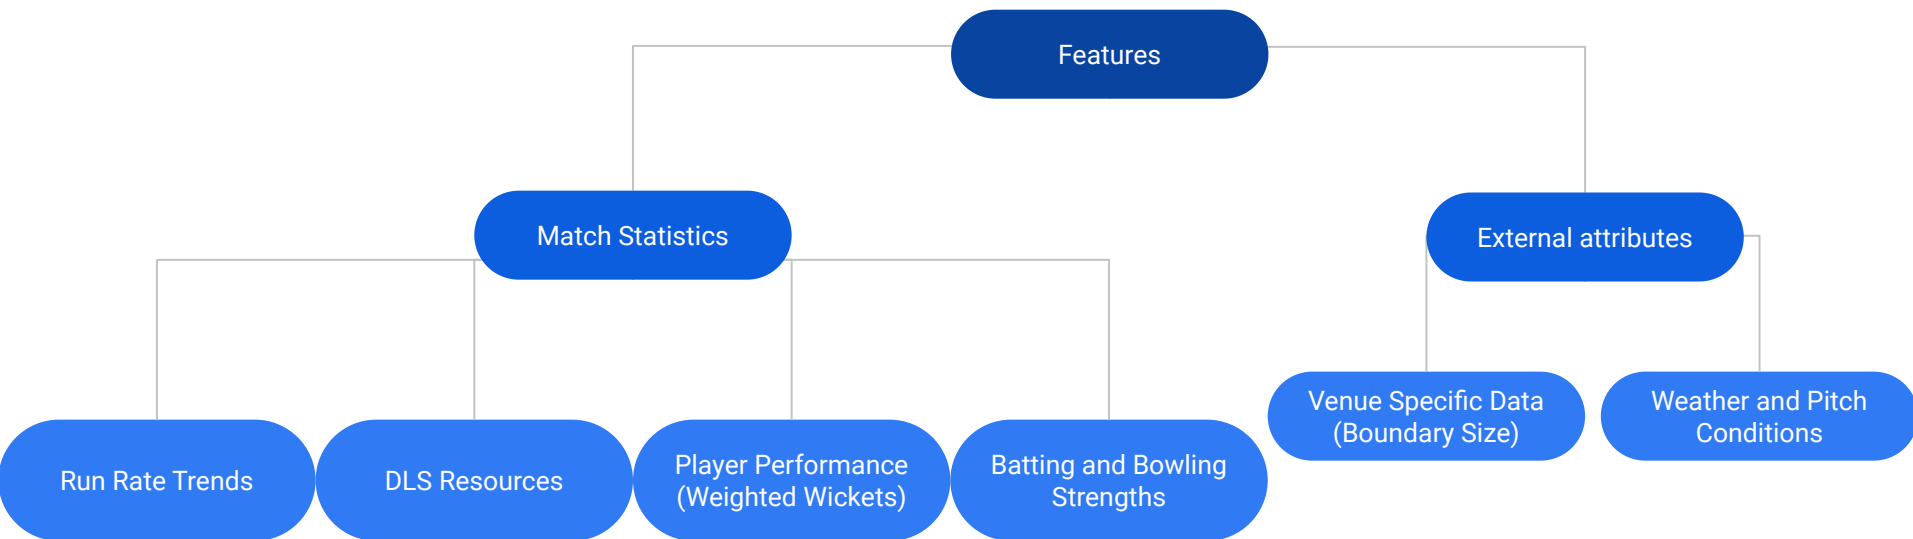 Features
Match Statistics
External attributes
Run Rate Trends
DLS Resources
Player Performance
(Weighted Wickets)
Batting and Bowling
Strengths
Venue Specific Data
(Boundary Size)
Weather and Pitch
Conditions